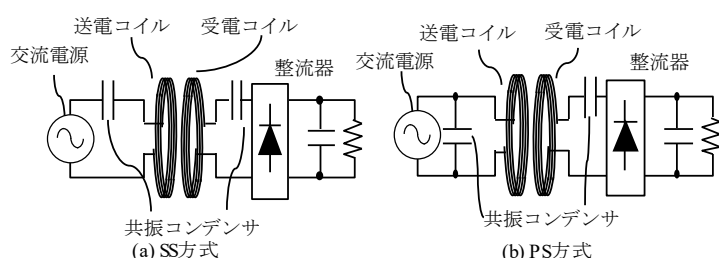 送電コイル
受電コイル
交流電源
整流器
共振コンデンサ
(a) SS方式
送電コイル
受電コイル
交流電源
整流器
共振コンデンサ
(b) PS方式